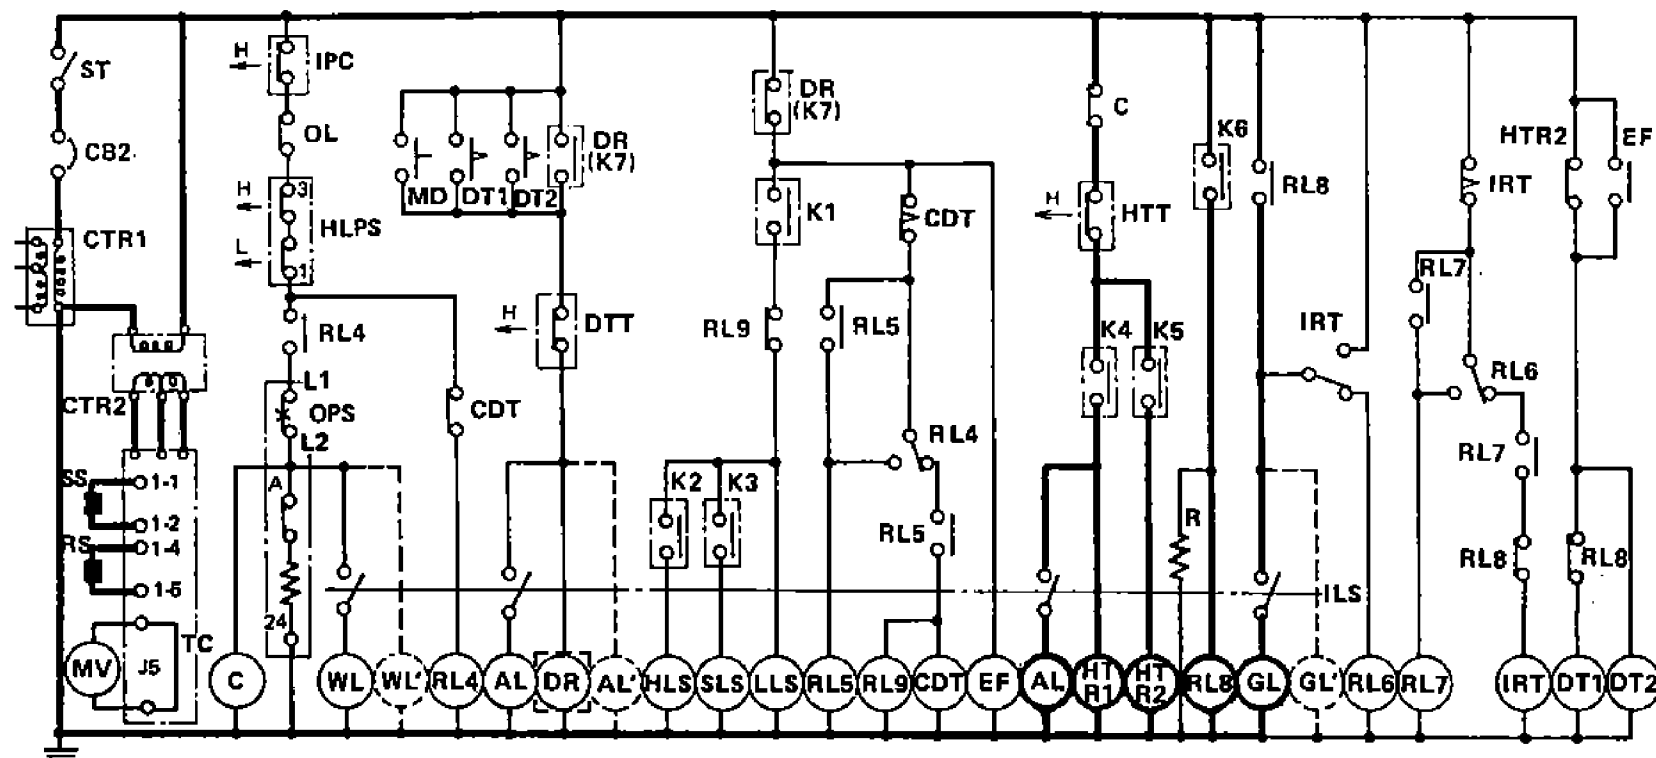 ST
CB2
CTR1
CTR2
SS
1-1
1-2
RS
1-4
1-5
TC
MV
J5
H
IPC
OL
H
3
HLPS
L
1
RL4
L1
OPS
L2
A
24
CDT
MD
DT1
DT2
DR
(K7)
H
DTT
DR
(K7)
K1
CDT
RL9
RL5
RL4
K2
K3
RL5
C
H
HTT
K4
K5
K6
RL8
R
ILS
IRT
IRT
RL7
RL6
RL7
RL8
HTR2
EF
RL8
C
WL
WL'
RL4
AL
DR
AL'
HLS
SLS
LLS
RL5
RL9
CDT
EF
AL
HT
R1
HT
R2
RL8
GL
GL'
RL6
RL7
IRT
DT1
DT2